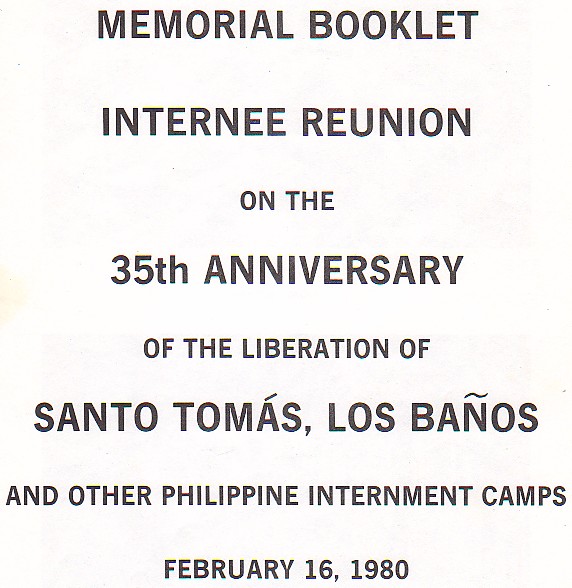 MEMORIAL BOOKLET
INTERNEE REUNION
ON THE
35th ANNIVERSARY
OF THE LIBERATION OF
SANTO TOMÁS, LOS BAÑOS
AND OTHER PHILIPPINE INTERNMENT CAMPS
FEBRUARY 16, 1980